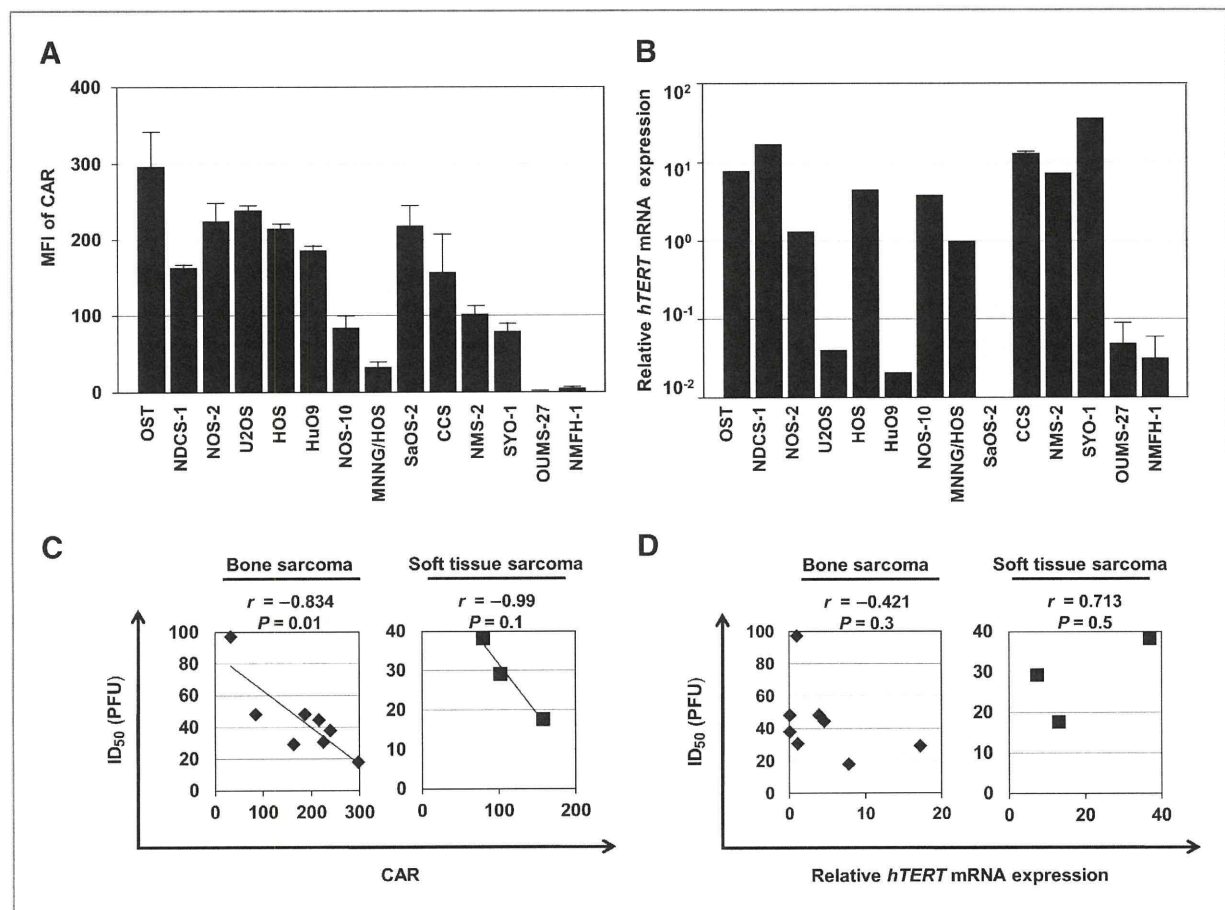 A
MFI of CAR
400
300
200
100
0
OST
NDCS-1
NOS-2
U2OS
HOS
HuO9
NOS-10
MNNG/HOS
SaOS-2
CCS
NMS-2
SYO-1
OUMS-27
NMFH-1
B
Relative hTERT mRNA expression
10²
10¹
10⁰
10⁻¹
10⁻²
OST
NDCS-1
NOS-2
U2OS
HOS
HuO9
NOS-10
MNNG/HOS
SaOS-2
CCS
NMS-2
SYO-1
OUMS-27
NMFH-1
C
Bone sarcoma
r = −0.834
P = 0.01
ID₅₀ (PFU)
100
80
60
40
20
0
0 100 200 300
Soft tissue sarcoma
r = −0.99
P = 0.1
40
30
20
10
0
0 100 200
CAR
D
Bone sarcoma
r = −0.421
P = 0.3
ID₅₀ (PFU)
100
80
60
40
20
0
0 10 20
Soft tissue sarcoma
r = 0.713
P = 0.5
40
30
20
10
0
0 20 40
Relative hTERT mRNA expression